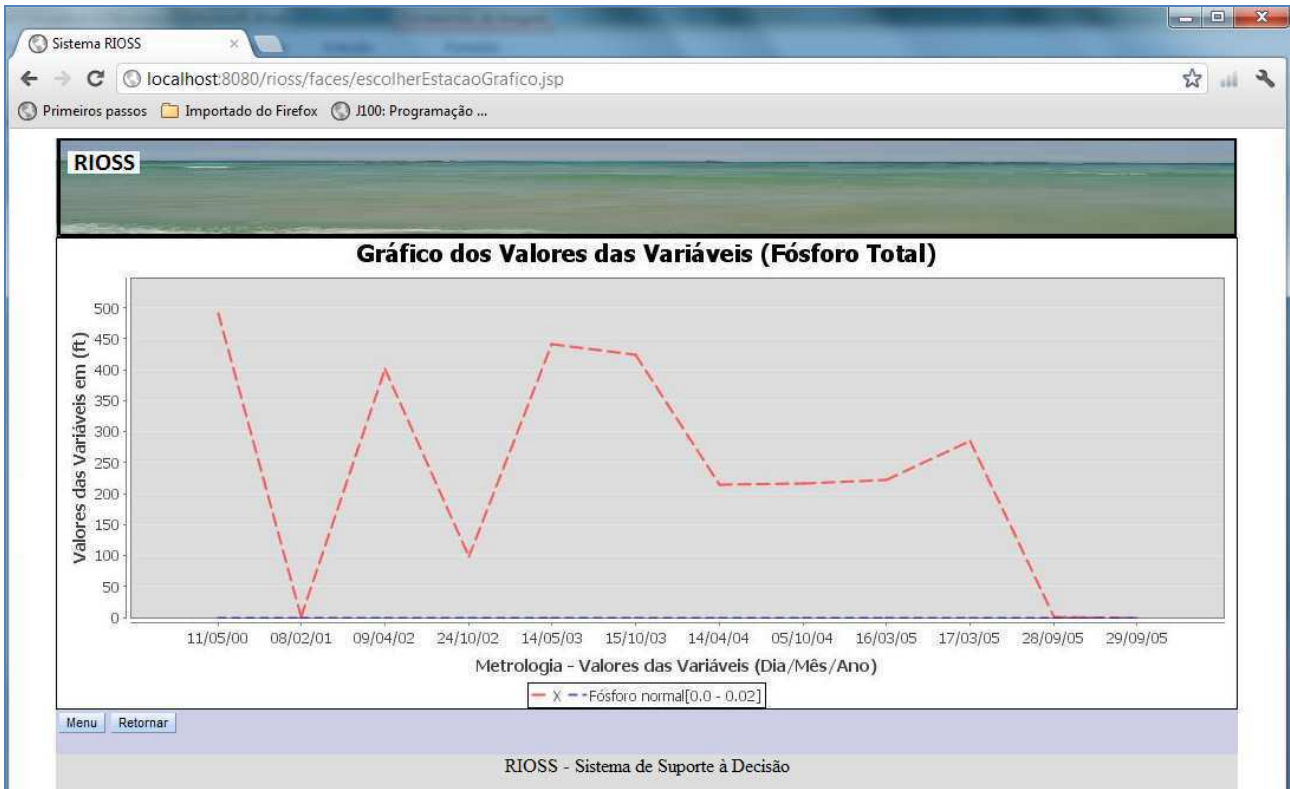 Sistema RIOSS
localhost:8080/rioss/faces/escolherEstacaoGrafico.jsp
Primeiros passos Importado do Firefox J100: Programação ...
RIOSS
Gráfico dos Valores das Variáveis (Fósforo Total)
Valores das Variáveis em (ft)
500
450
400
350
300
250
200
150
100
50
0
11/05/00 08/02/01 09/04/02 24/10/02 14/05/03 15/10/03 14/04/04 05/10/04 16/03/05 17/03/05 28/09/05 29/09/05
Metrologia - Valores das Variáveis (Dia/Mês/Ano)
X Fósforo normal[0.0 - 0.02]
Menu Retornar
RIOSS - Sistema de Suporte à Decisão